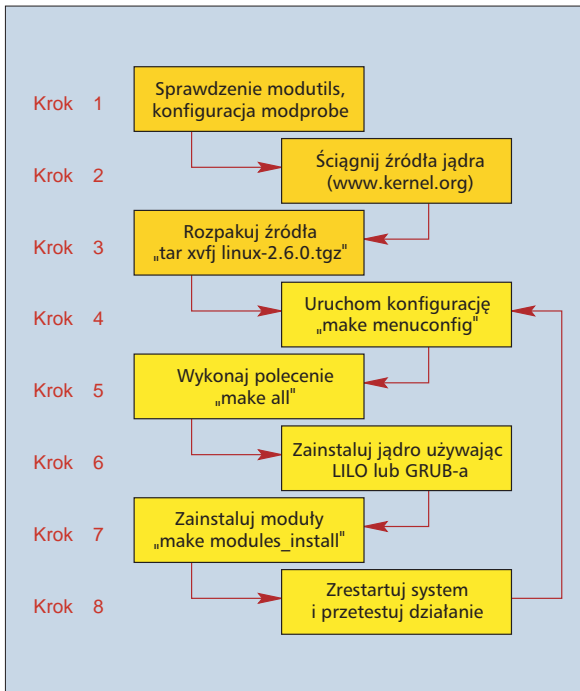 Krok 1
Sprawdzenie modutils,
konfiguracja modprobe
Krok 2
Ściągnij źródła jądra
(www.kernel.org)
Krok 3
Rozpakuj źródła
„tar xvfj linux-2.6.0.tgz"
Krok 4
Uruchom konfigurację
„make menuconfig"
Krok 5
Wykonaj polecenie
„make all"
Krok 6
Zainstaluj jądro używając
LILO lub GRUB-a
Krok 7
Zainstaluj moduły
„make modules_install"
Krok 8
Zrestartuj system
i przetestuj działanie